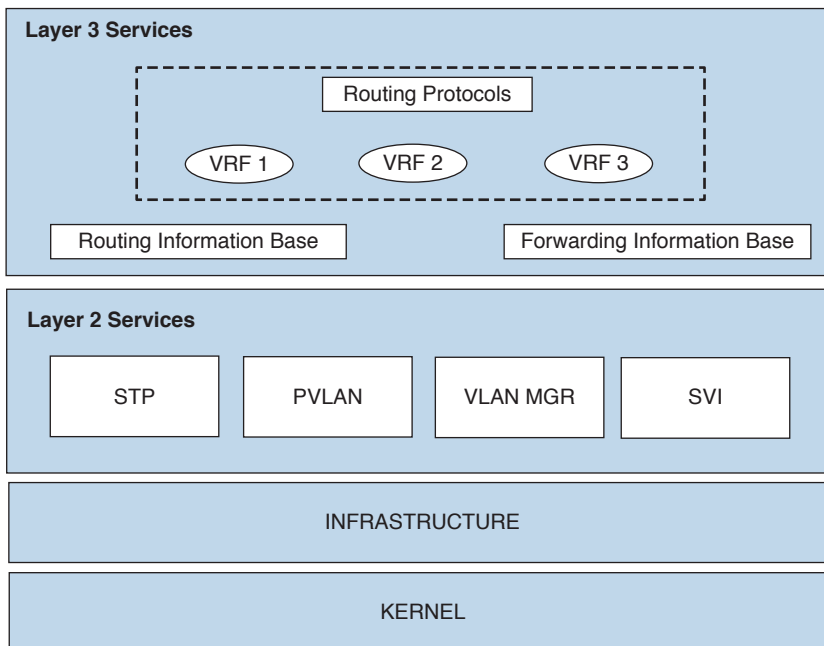 Layer 3 Services
Routing Protocols
VRF 1
VRF 2
VRF 3
Routing Information Base
Forwarding Information Base
Layer 2 Services
STP
PVLAN
VLAN MGR
SVI
INFRASTRUCTURE
KERNEL